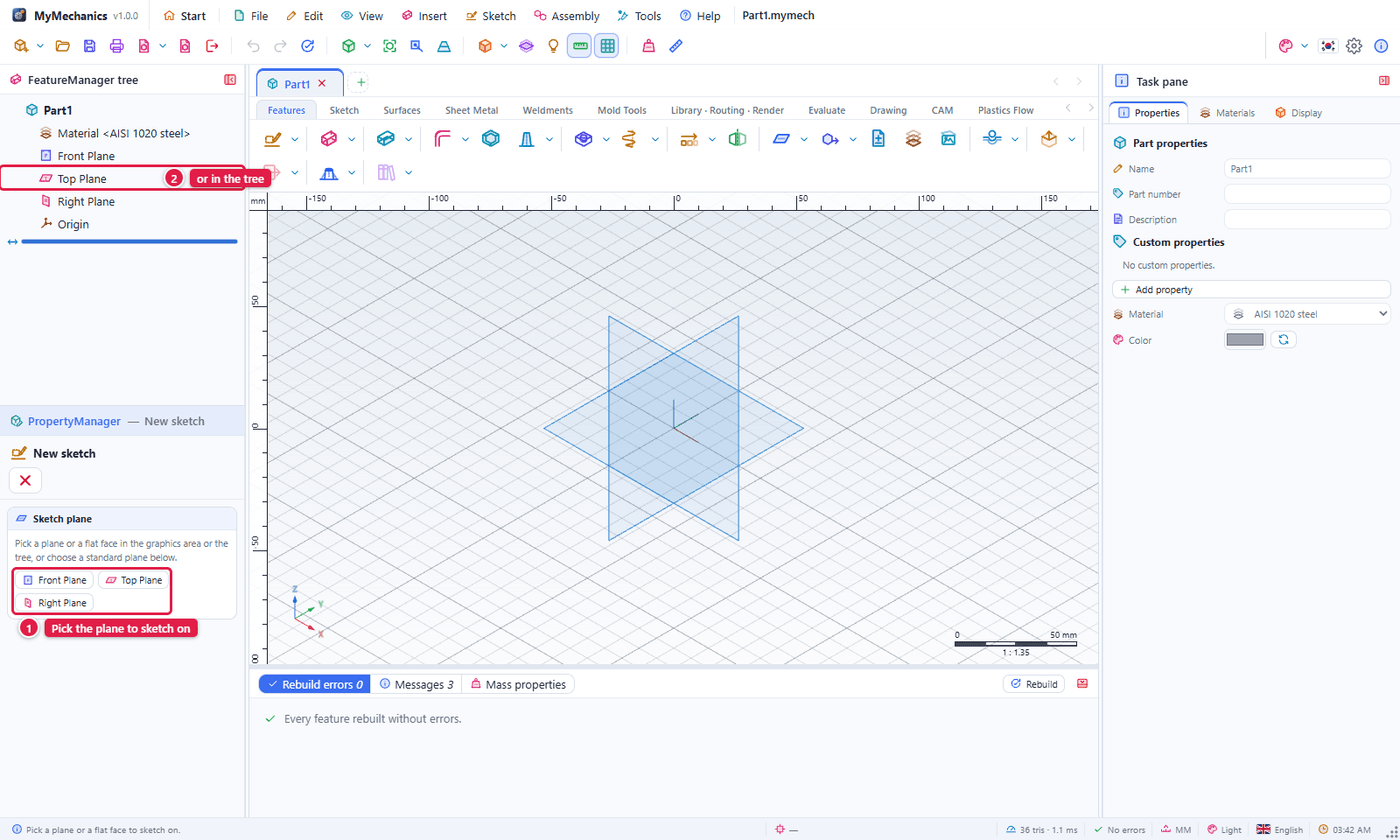 MyMechanics v1.0.0
Start
File
Edit
View
Insert
Sketch
Assembly
Tools
Help
Part1.mymech
FeatureManager tree
Part1
Material <AISI 1020 steel>
Front Plane
Top Plane
2 or in the tree
Right Plane
Origin
PropertyManager — New sketch
New sketch
Sketch plane
Pick a plane or a flat face in the graphics area or the
tree, or choose a standard plane below.
Front Plane
Top Plane
Right Plane
1 Pick the plane to sketch on
Part1
Features
Sketch
Surfaces
Sheet Metal
Weldments
Mold Tools
Library · Routing · Render
Evaluate
Drawing
CAM
Plastics Flow
mm
-150
-100
-50
0
50
100
150
50
0
-50
00
Z
Y
X
0 50 mm
1 : 1.35
Rebuild errors 0
Messages 3
Mass properties
Rebuild
Every feature rebuilt without errors.
Task pane
Properties
Materials
Display
Part properties
Name Part1
Part number
Description
Custom properties
No custom properties.
Add property
Material AISI 1020 steel
Color
Pick a plane or a flat face to sketch on.
—
36 tris · 1.1 ms
No errors
MM
Light
English
03:42 AM